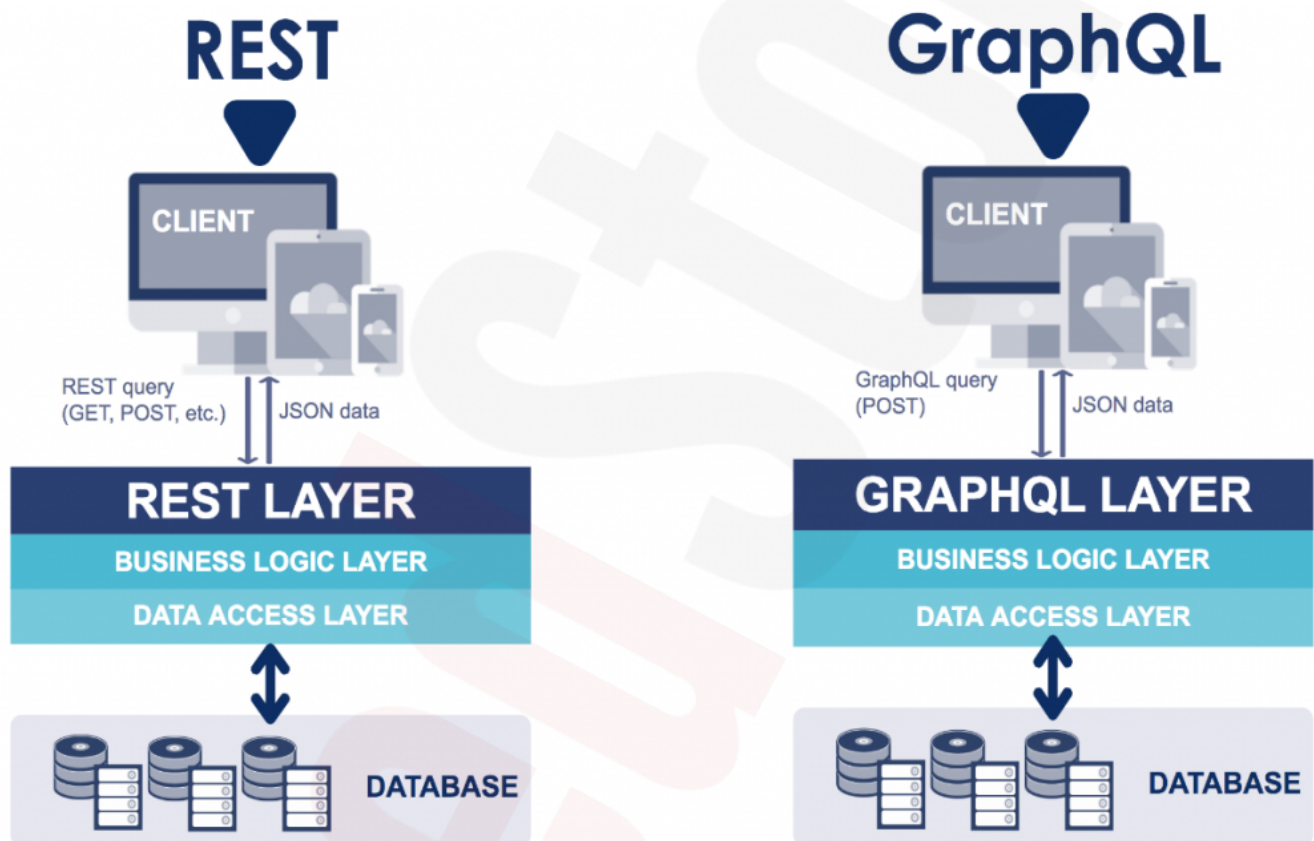 REST
CLIENT
REST query
(GET, POST, etc.)
JSON data
REST LAYER
BUSINESS LOGIC LAYER
DATA ACCESS LAYER
DATABASE
GraphQL
CLIENT
GraphQL query
(POST)
JSON data
GRAPHQL LAYER
BUSINESS LOGIC LAYER
DATA ACCESS LAYER
DATABASE